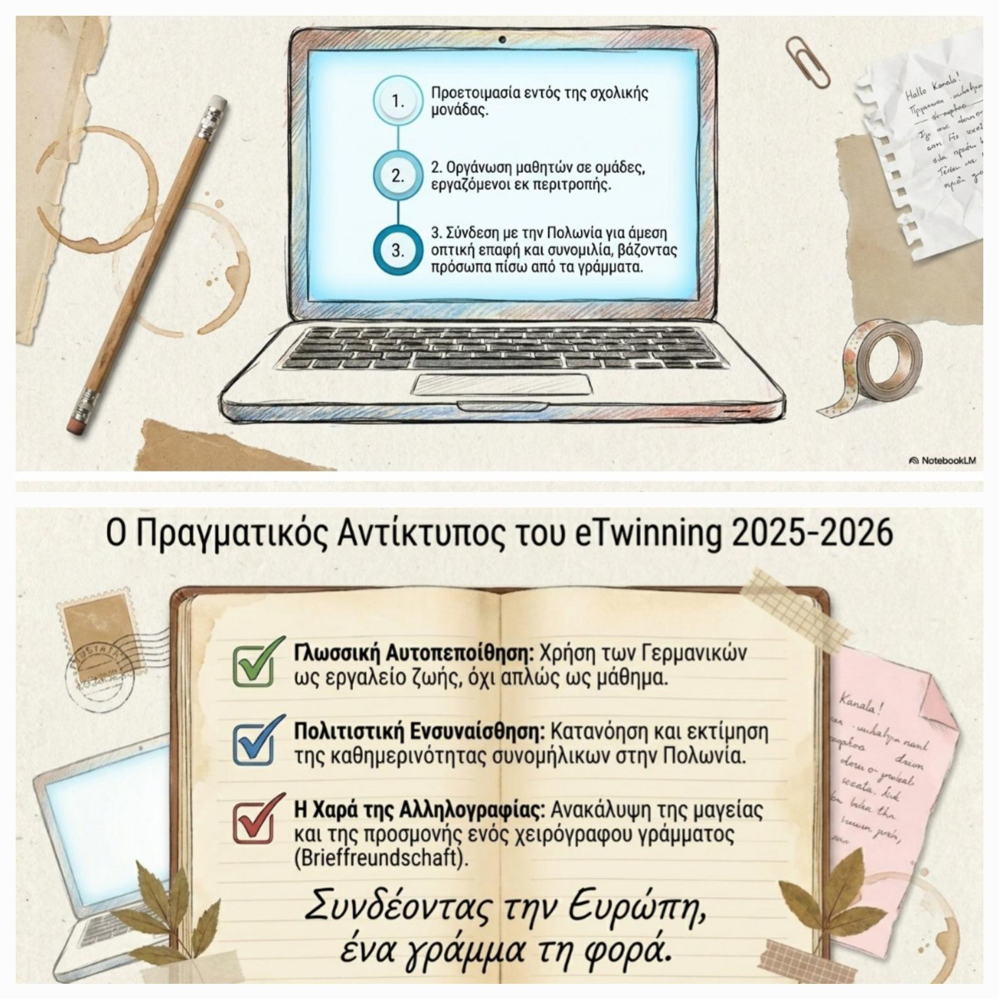 1.
Προετοιμασία εντός της σχολικής
μονάδας.
2.
2. Οργάνωση μαθητών σε ομάδες,
εργαζόμενοι εκ περιτροπής.
3.
3. Σύνδεση με την Πολωνία για άμεση
οπτική επαφή και συνομιλία, βάζοντας
πρόσωπα πίσω από τα γράμματα.
Hallo Kanala!
NotebookLM
Ο Πραγματικός Αντίκτυπος του eTwinning 2025-2026
Γλωσσική Αυτοπεποίθηση: Χρήση των Γερμανικών
ως εργαλείο ζωής, όχι απλώς ως μάθημα.
Πολιτιστική Ενσυναίσθηση: Κατανόηση και εκτίμηση
της καθημερινότητας συνομήλικων στην Πολωνία.
Η Χαρά της Αλληλογραφίας: Ανακάλυψη της μαγείας
και της προσμονής ενός χειρόγραφου γράμματος
(Brieffreundschaft).
Συνδέοντας την Ευρώπη,
ένα γράμμα τη φορά.
Kanala!